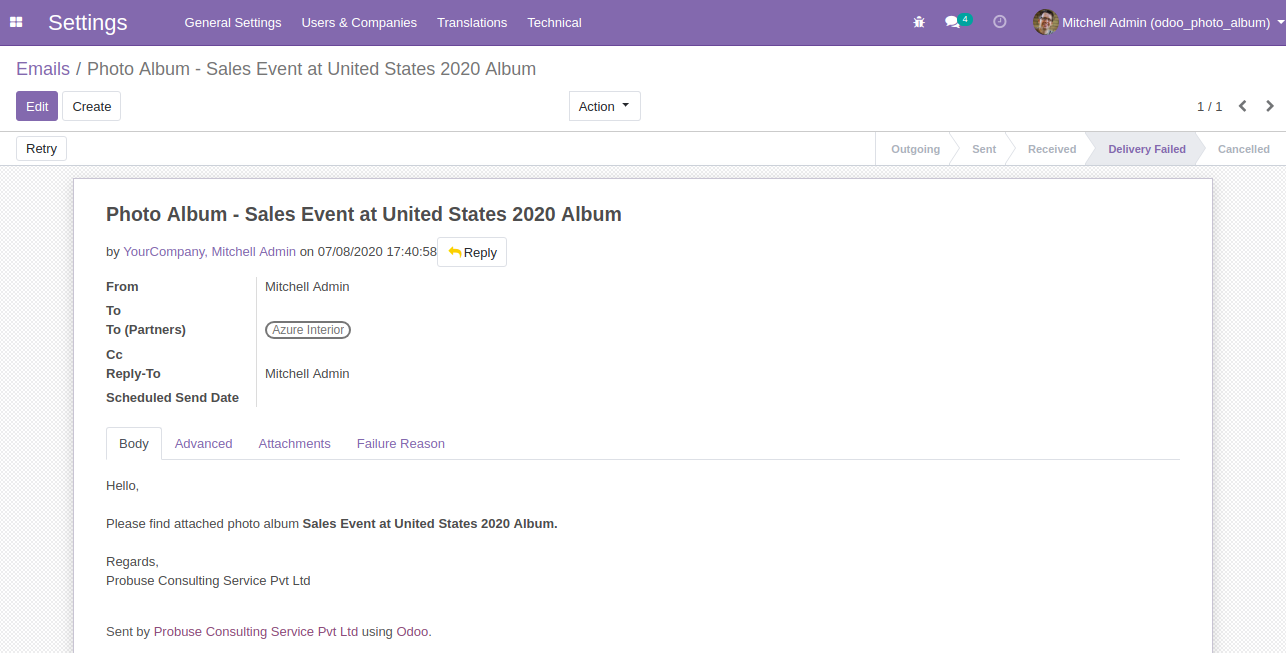 Settings General Settings Users & Companies Translations Technical 4 Mitchell Admin (odoo_photo_album)
Emails / Photo Album - Sales Event at United States 2020 Album
Edit Create Action 1 / 1
Retry Outgoing Sent Received Delivery Failed Cancelled
Photo Album - Sales Event at United States 2020 Album
by YourCompany, Mitchell Admin on 07/08/2020 17:40:58 Reply
From Mitchell Admin
To
To (Partners) Azure Interior
Cc
Reply-To Mitchell Admin
Scheduled Send Date
Body Advanced Attachments Failure Reason
Hello,
Please find attached photo album Sales Event at United States 2020 Album.
Regards,
Probuse Consulting Service Pvt Ltd
Sent by Probuse Consulting Service Pvt Ltd using Odoo.